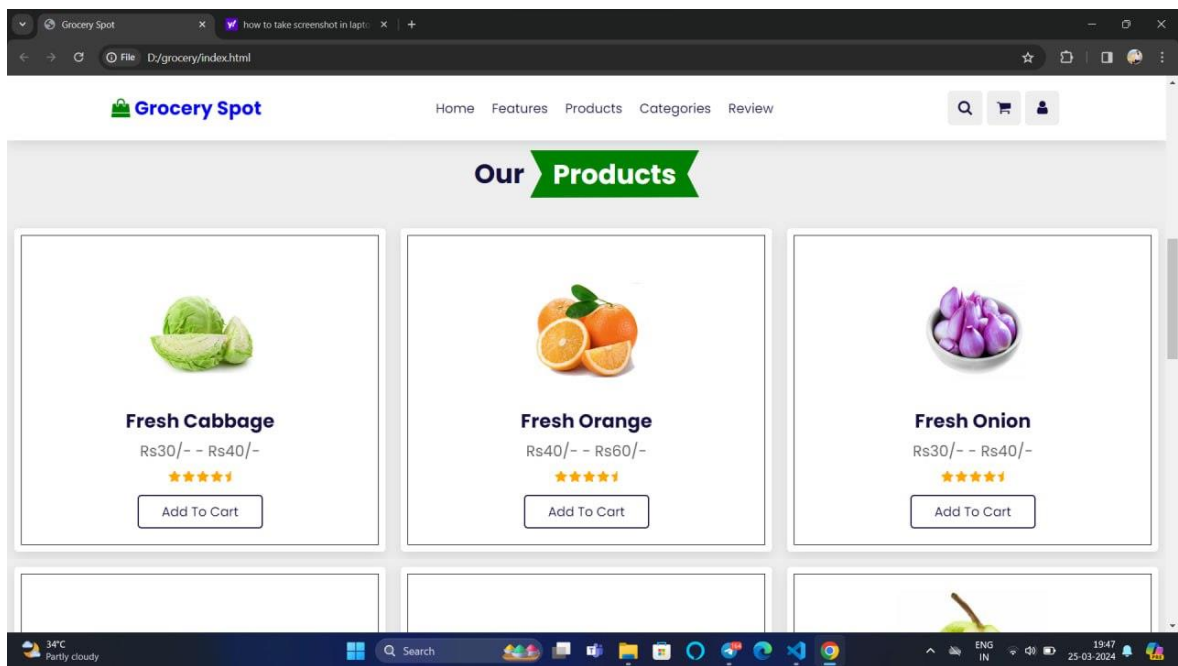 Grocery Spot
how to take screenshot in lapto
File D:/grocery/index.html
Grocery Spot
Home Features Products Categories Review
Our Products
Fresh Cabbage
Rs30/- - Rs40/-
Add To Cart
Fresh Orange
Rs40/- - Rs60/-
Add To Cart
Fresh Onion
Rs30/- - Rs40/-
Add To Cart
34°C
Partly cloudy
Search
ENG
IN
19:47
25-03-2024